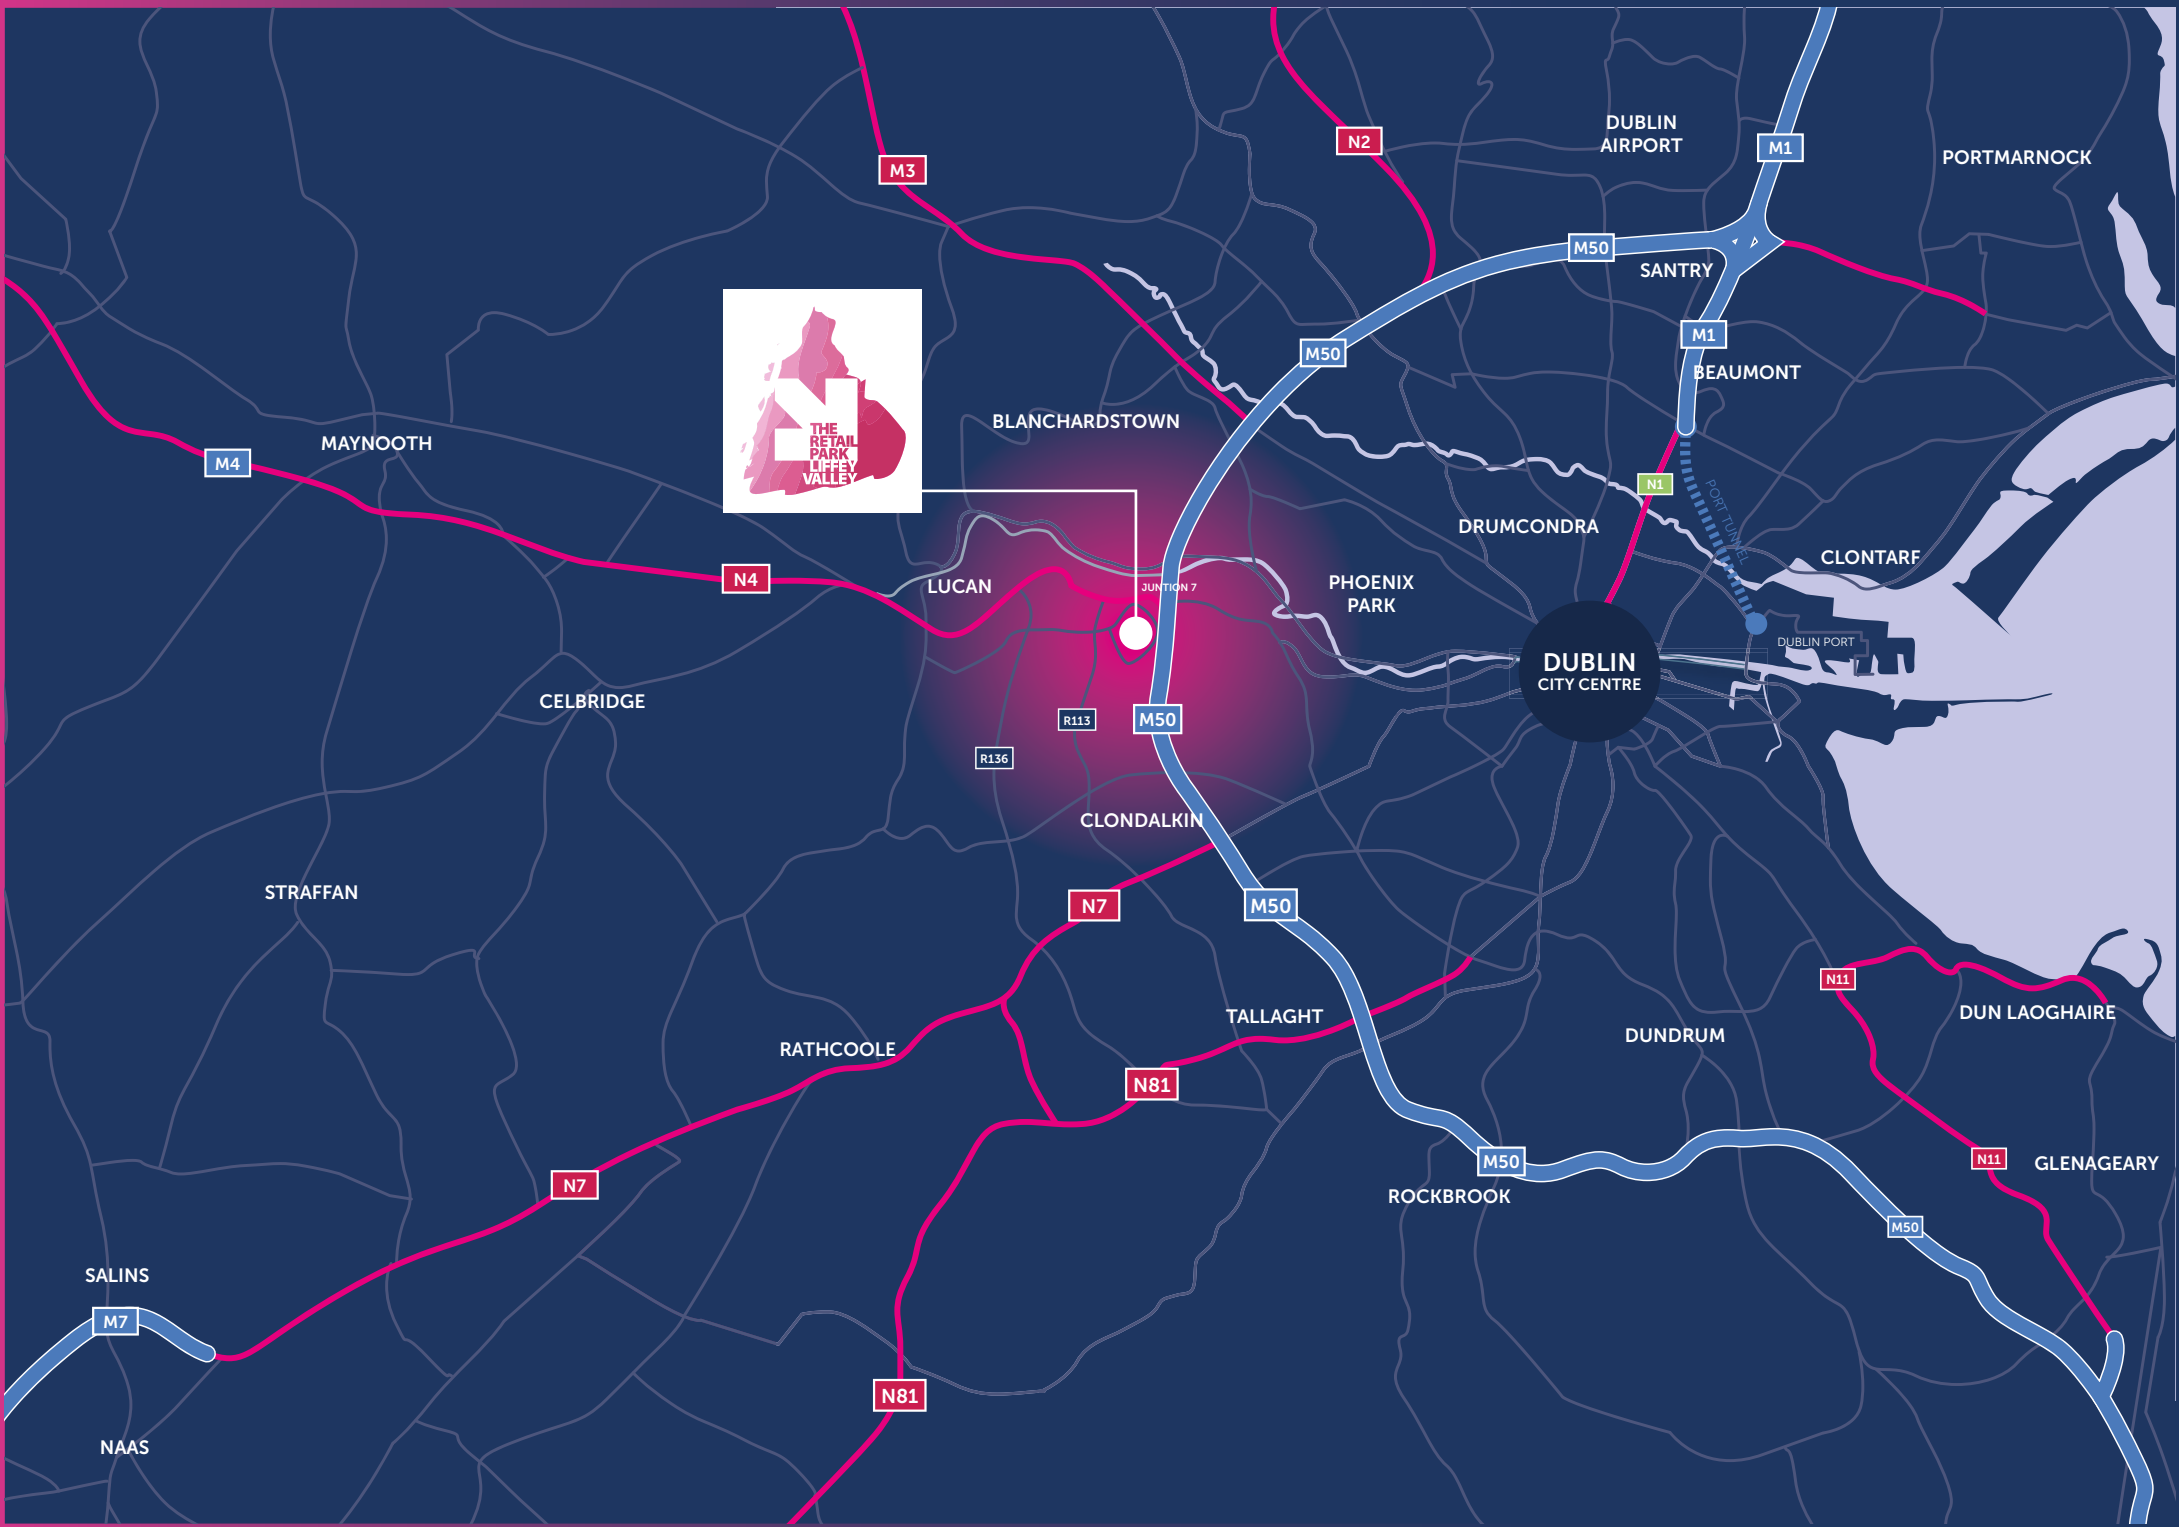 DUBLIN
AIRPORT
N2
M1
PORTMARNOCK
M3
M50
SANTRY
M1
M50
BEAUMONT
BLANCHARDSTOWN
THE
RETAIL
PARK
LIFFEY
VALLEY
MAYNOOTH
M4
N1
PORT TUNNEL
DRUMCONDRA
CLONTARF
N4
LUCAN
JUNTION 7
PHOENIX
PARK
DUBLIN PORT
DUBLIN
CITY CENTRE
CELBRIDGE
R113
M50
R136
CLONDALKIN
STRAFFAN
N7
M50
N11
DUN LAOGHAIRE
TALLAGHT
DUNDRUM
RATHCOOLE
N81
M50
N11
GLENAGEARY
N7
ROCKBROOK
M50
SALINS
M7
N81
NAAS